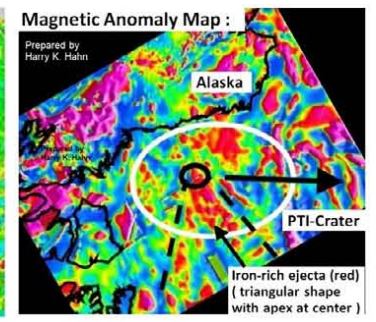 Magnetic Anomaly Map :
Prepared by
Harry K. Hahn
Alaska
Prepared by
Harry K. Hahn
PTI-Crater
Iron-rich ejecta (red)
( triangular shape
with apex at center )